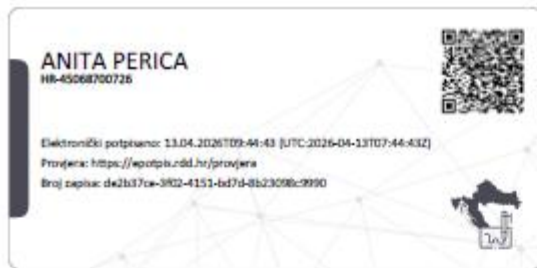 ANITA PERICA
HR-45068700726
Elektronički potpisano: 13.04.2026T09:44:43 (UTC:2026-04-13T07:44:43Z)
Provjera: https://epotpis.rdd.hr/provjera
Broj zapisa: de2b37ce-3f02-4151-bd7d-8b23098c9990